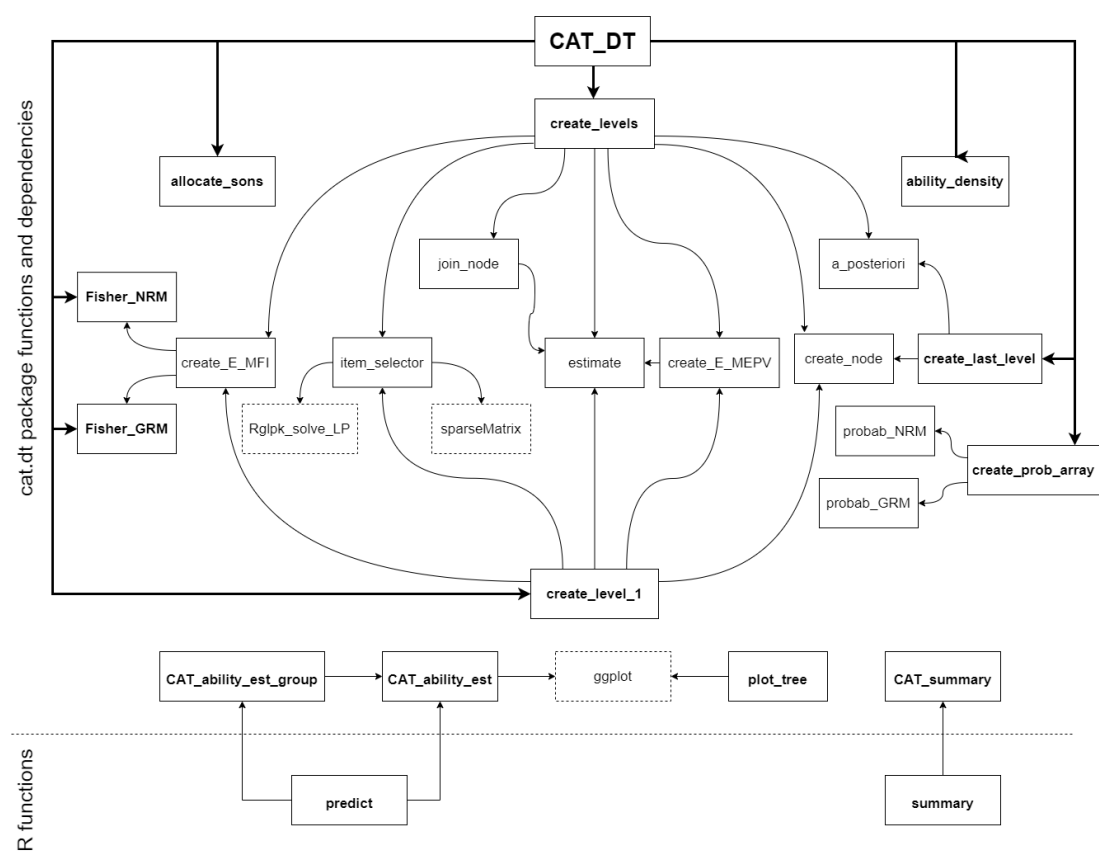 CAT_DT
create_levels
allocate_sons
ability_density
cat.dt package functions and dependencies
join_node
a_posteriori
Fisher_NRM
create_E_MFI
item_selector
estimate
create_E_MEPV
create_node
create_last_level
Fisher_GRM
Rglpk_solve_LP
sparseMatrix
probab_NRM
create_prob_array
probab_GRM
create_level_1
CAT_ability_est_group
CAT_ability_est
ggplot
plot_tree
CAT_summary
R functions
predict
summary